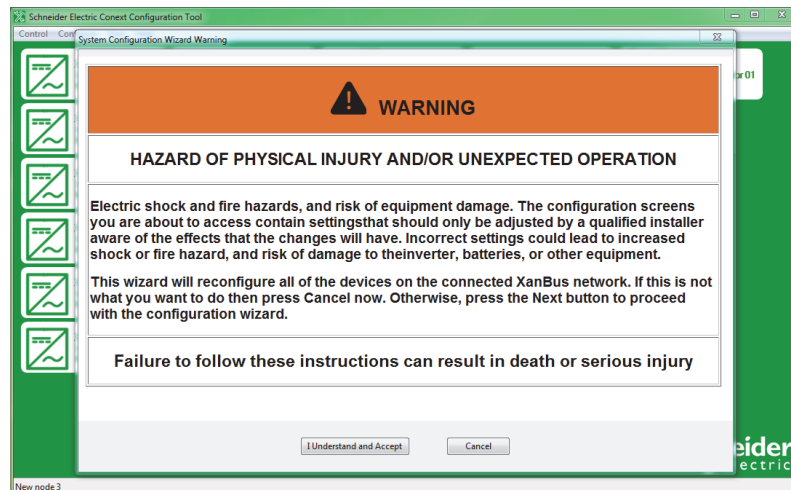 Schneider Electric Conext Configuration Tool
Control
System Configuration Wizard Warning
or 01
WARNING
HAZARD OF PHYSICAL INJURY AND/OR UNEXPECTED OPERATION
Electric shock and fire hazards, and risk of equipment damage. The configuration screens
you are about to access contain settingsthat should only be adjusted by a qualified installer
aware of the effects that the changes will have. Incorrect settings could lead to increased
shock or fire hazard, and risk of damage to theinverter, batteries, or other equipment.
This wizard will reconfigure all of the devices on the connected XanBus network. If this is not
what you want to do then press Cancel now. Otherwise, press the Next button to proceed
with the configuration wizard.
Failure to follow these instructions can result in death or serious injury
I Understand and Accept Cancel
eider
ectric
New node 3